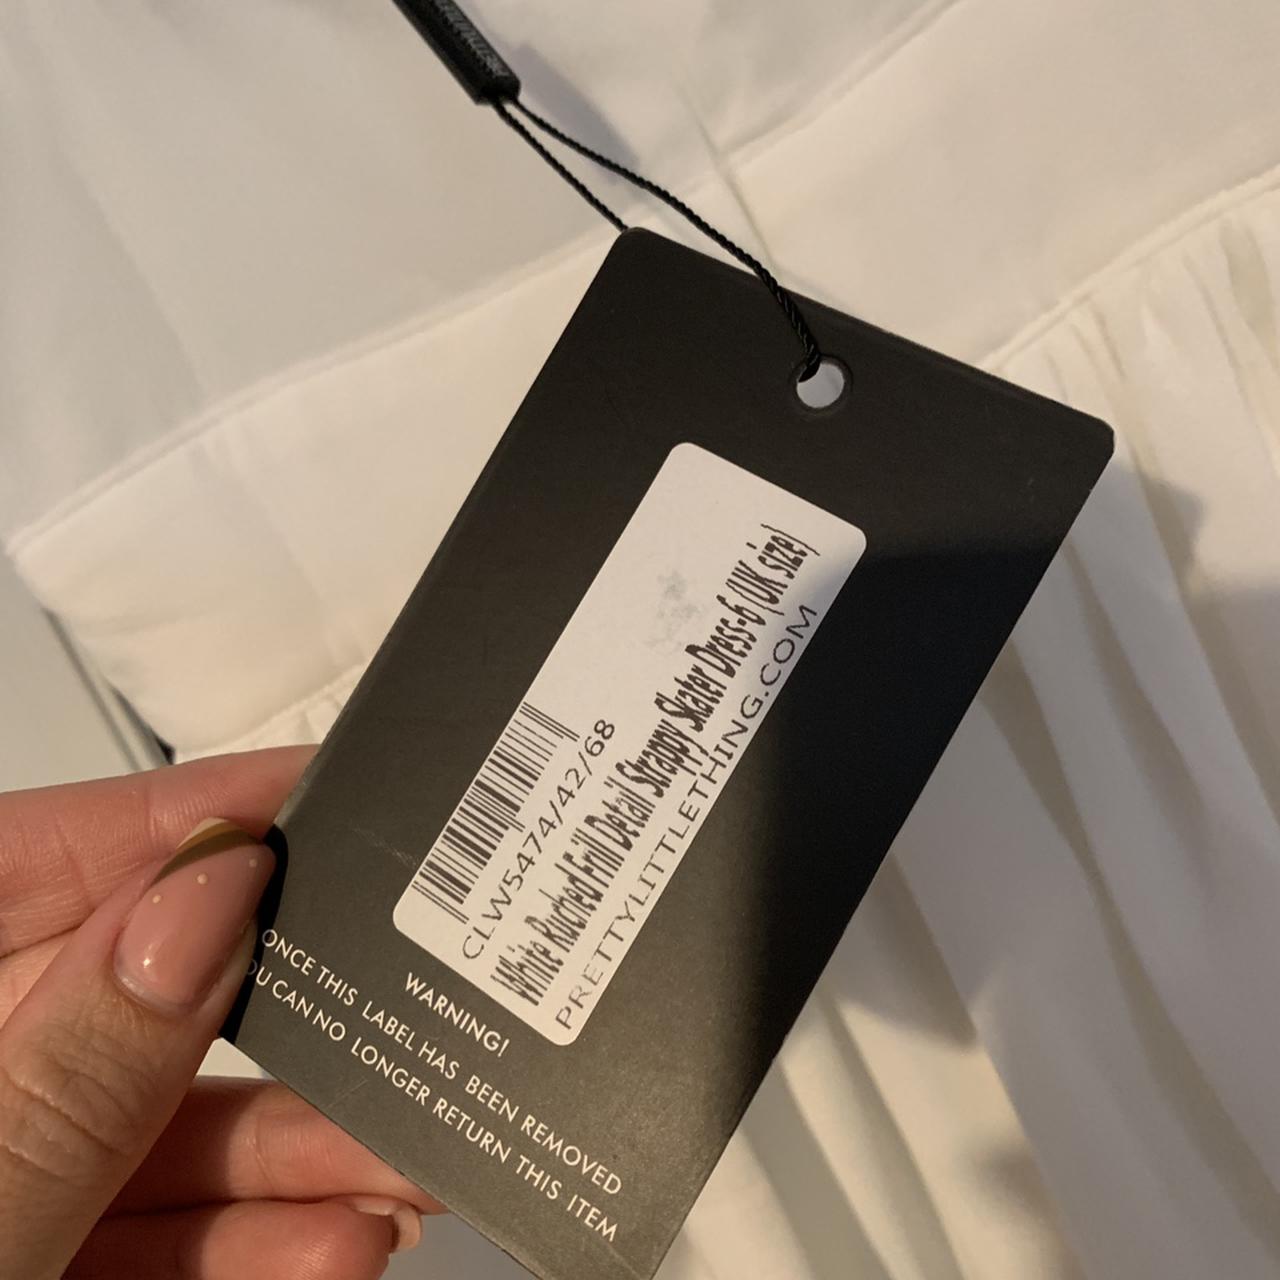 CLW5474/42/68
White Ruched Frill Detail Strappy Skater Dress-6 (UK size)
PRETTYLITTLETHING.COM
WARNING!
ONCE THIS LABEL HAS BEEN REMOVED
YOU CAN NO LONGER RETURN THIS ITEM